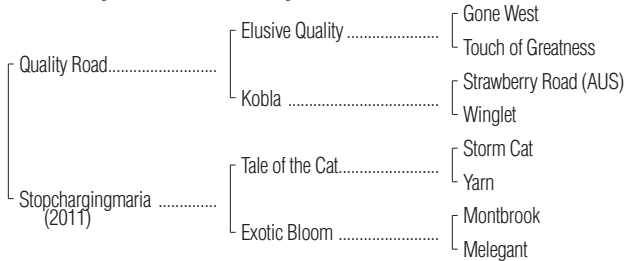 Gone West
Elusive Quality ....................
Touch of Greatness
Quality Road........................
Strawberry Road (AUS)
Kobla .................................
Winglet
Storm Cat
Tale of the Cat......................
Yarn
Stopchargingmaria .............
(2011)
Montbrook
Exotic Bloom ......................
Melegant